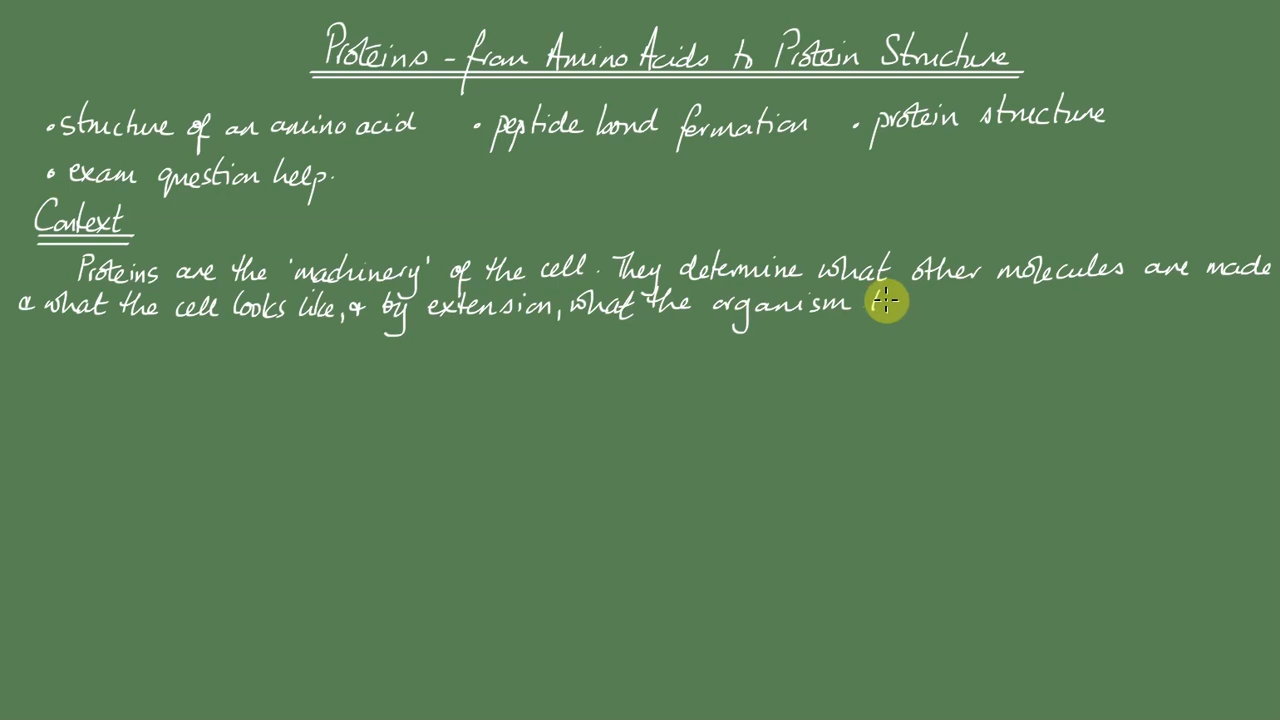 Proteins - from Amino Acids to Protein Structure
• structure of an amino acid • peptide bond formation • protein structure
• exam question help.
Context
Proteins are the 'machinery' of the cell. They determine what other molecules are made
& what the cell looks like, & by extension, what the organism